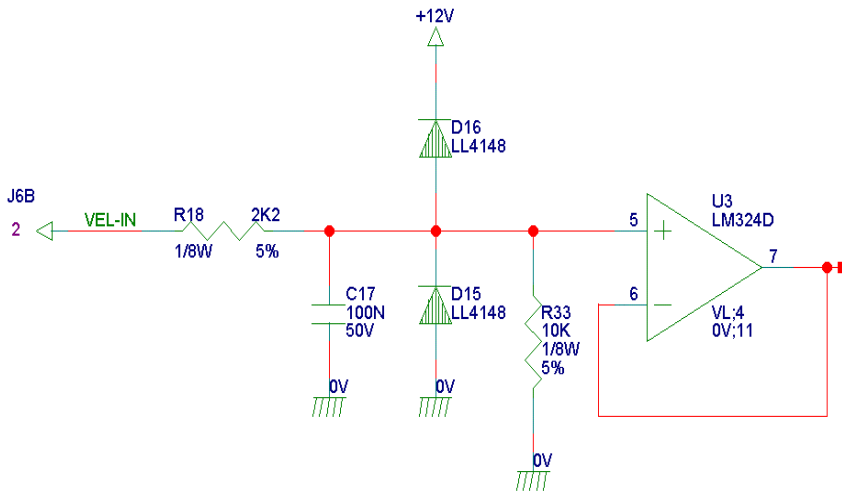 +12V
D16
LL4148
J6B
2
VEL-IN
R18
2K2
1/8W
5%
5
U3
LM324D
7
6
VL;4
0V;11
C17
100N
50V
D15
LL4148
R33
10K
1/8W
5%
0V
0V
0V